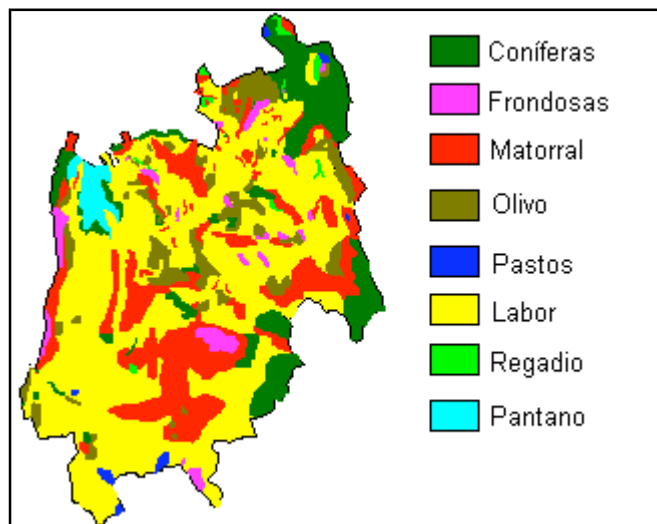 Coníferas
Frondosas
Matorral
Olivo
Pastos
Labor
Regadio
Pantano